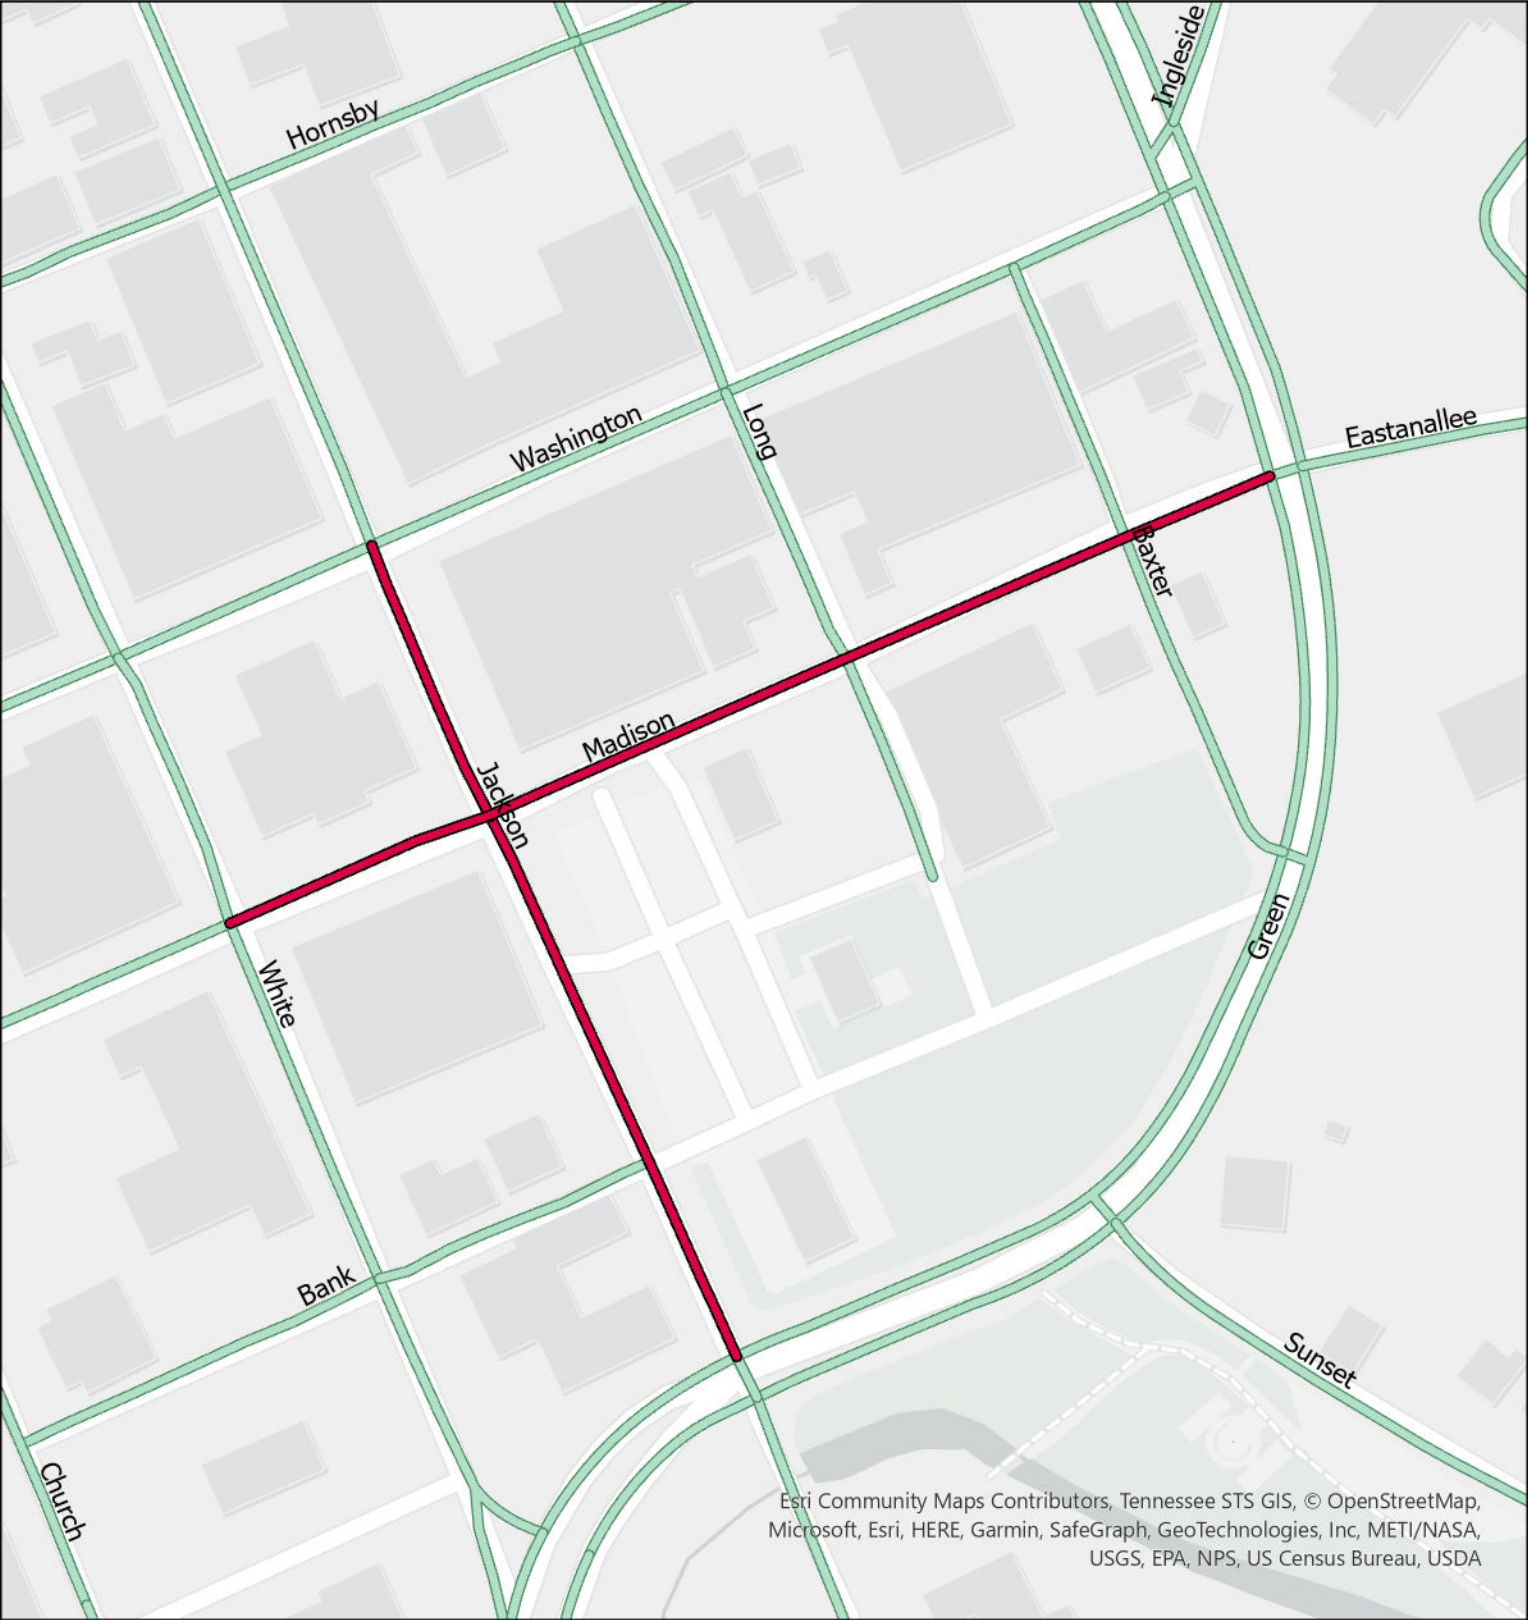 Ingleside
Hornsby
Long
Washington
Eastanallee
Baxter
Madison
Jackson
Green
White
Bank
Sunset
Church
Esri Community Maps Contributors, Tennessee STS GIS, © OpenStreetMap,
Microsoft, Esri, HERE, Garmin, SafeGraph, GeoTechnologies, Inc, METI/NASA,
USGS, EPA, NPS, US Census Bureau, USDA